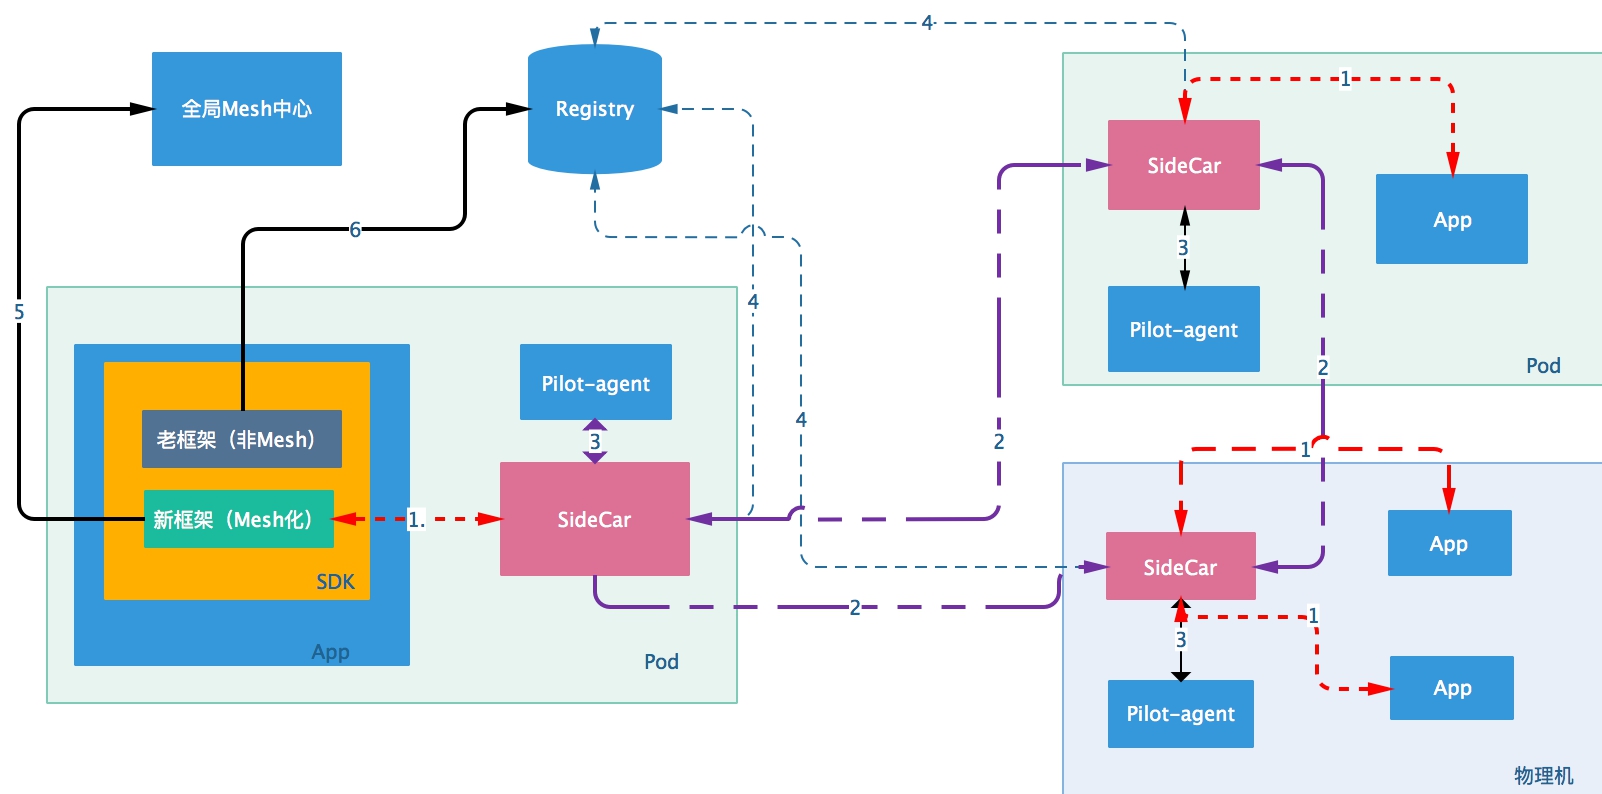 4
1
全局Mesh中心
Registry
SideCar
App
6
3
5
4
Pilot-agent
2
Pod
Pilot-agent
4
老框架（非Mesh）
3
2
1
新框架（Mesh化）
1.
SideCar
App
SideCar
SDK
2
1
3
App
Pod
App
Pilot-agent
物理机